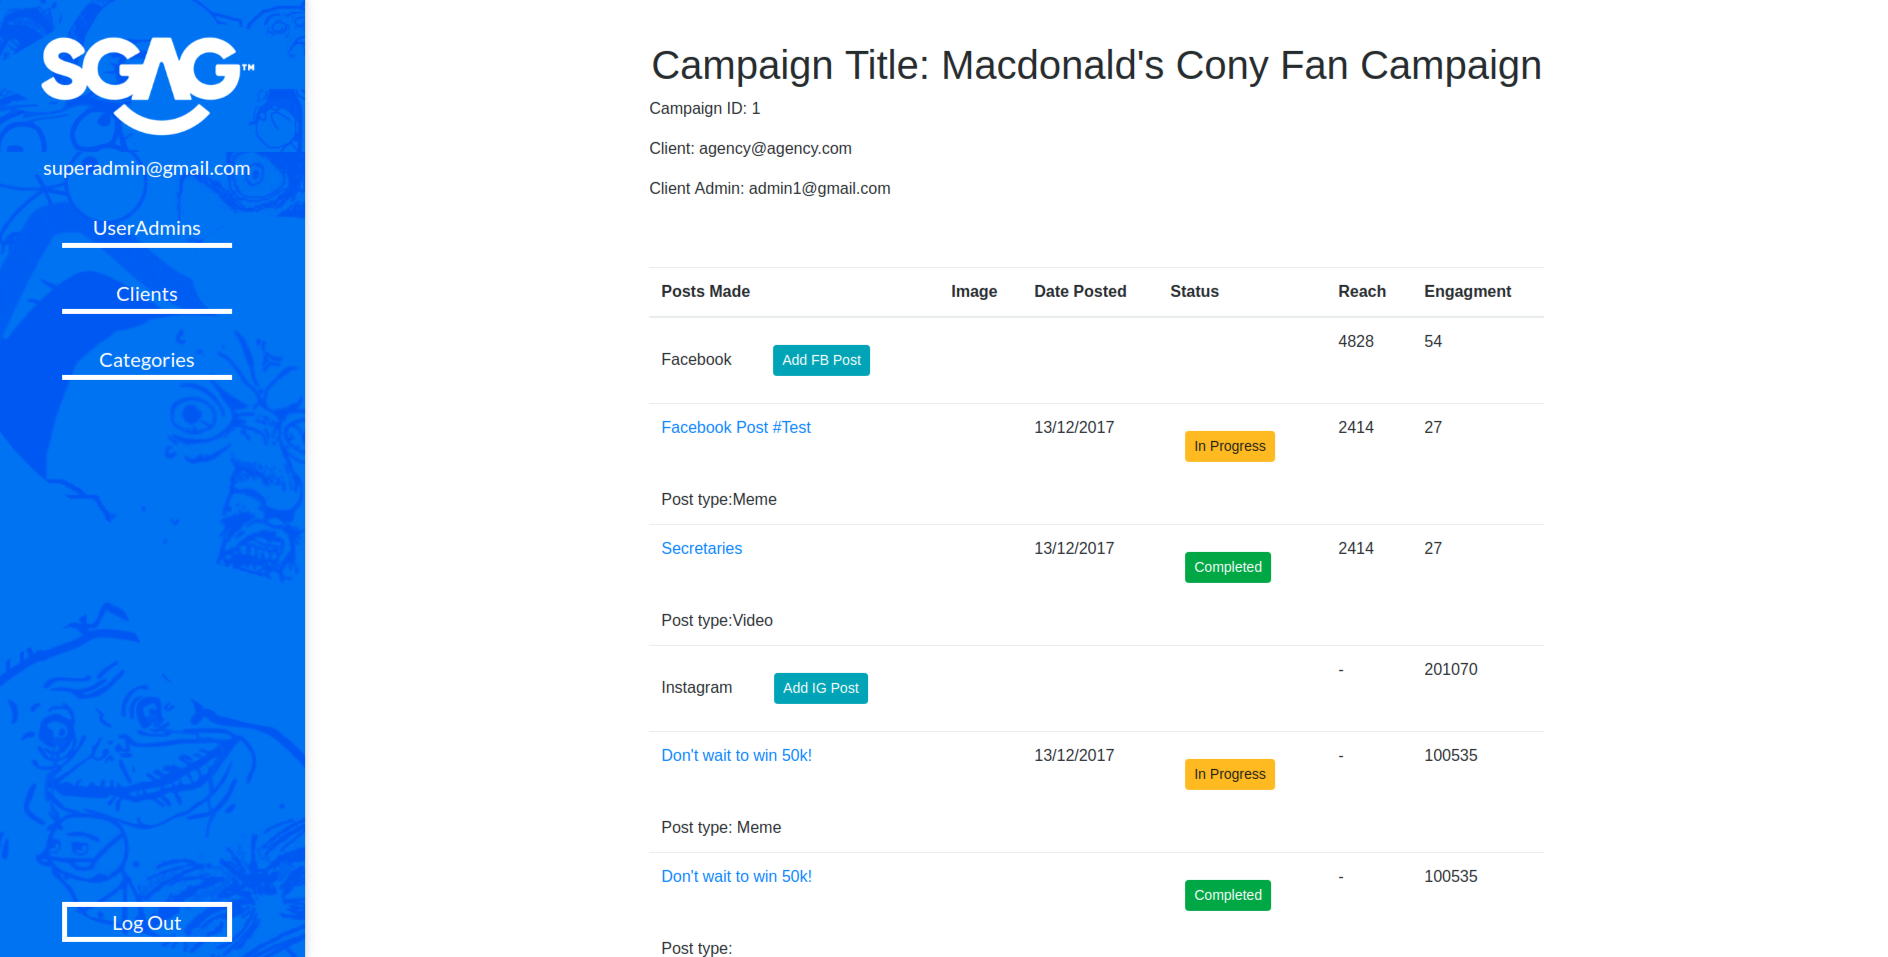 SGAG™
superadmin@gmail.com
UserAdmins
Clients
Categories
Log Out
Campaign Title: Macdonald's Cony Fan Campaign
Campaign ID: 1
Client: agency@agency.com
Client Admin: admin1@gmail.com
Posts Made Image Date Posted Status Reach Engagment
Facebook Add FB Post 4828 54
Facebook Post #Test 13/12/2017 In Progress 2414 27
Post type:Meme
Secretaries 13/12/2017 Completed 2414 27
Post type:Video
Instagram Add IG Post - 201070
Don't wait to win 50k! 13/12/2017 In Progress - 100535
Post type: Meme
Don't wait to win 50k! Completed - 100535
Post type: